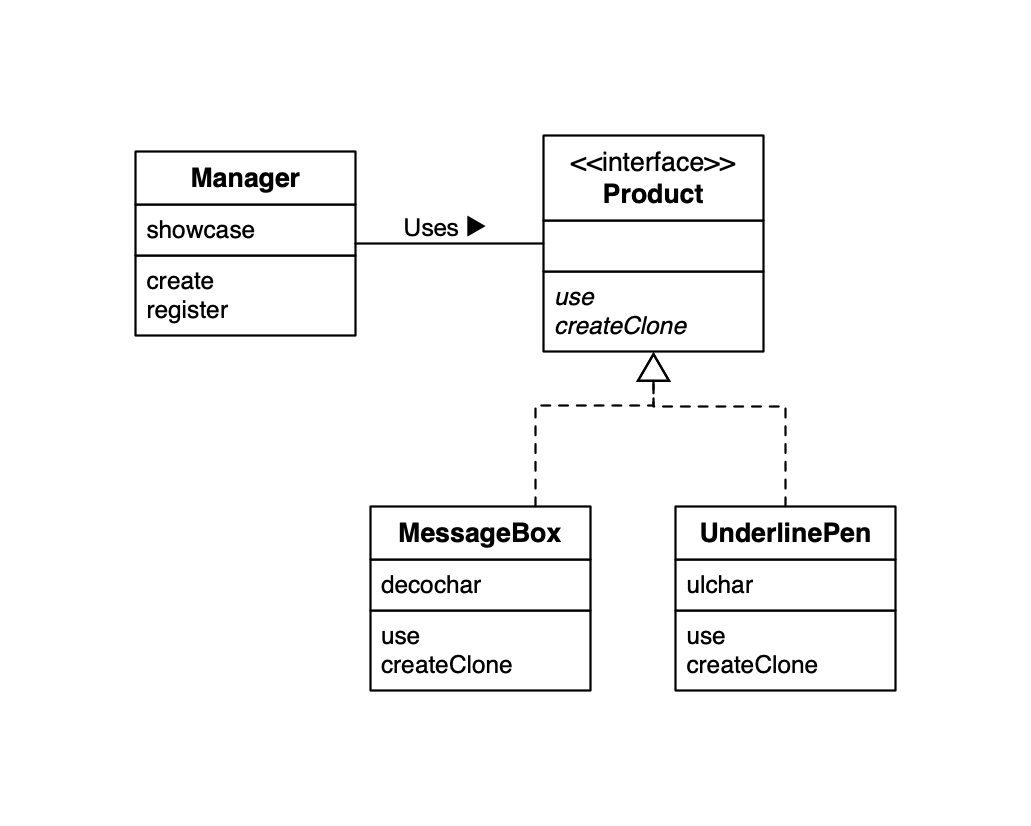 Manager
showcase
create
register
Uses ▶
<<interface>>
Product
use
createClone
MessageBox
decochar
use
createClone
UnderlinePen
ulchar
use
createClone